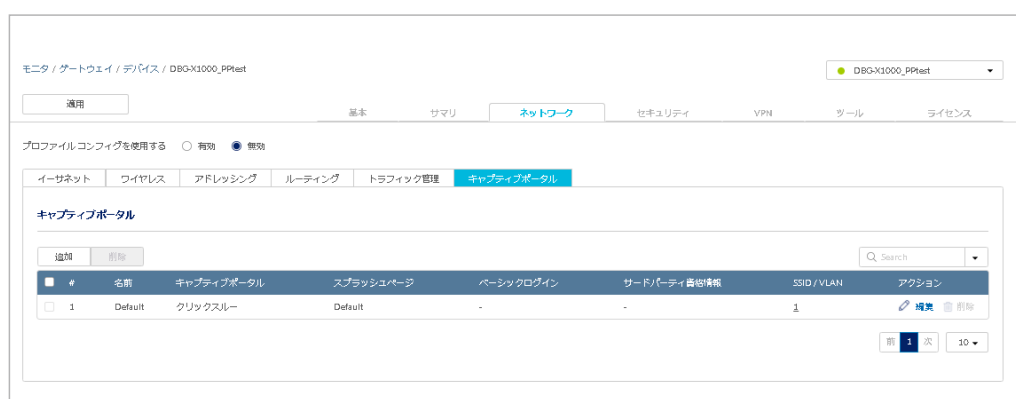 モニタ / ゲートウェイ / デバイス / DBG-X1000_PPtest
DBG-X1000_PPtest
適用
基本 サマリ ネットワーク セキュリティ VPN ツール ライセンス
プロファイルコンフィグを使用する 有効 無効
イーサネット ワイヤレス アドレッシング ルーティング トラフィック管理 キャプティブポータル
キャプティブポータル
追加 削除 Search
# 名前 キャプティブポータル スプラッシュページ ベーシックログイン サードパーティ資格情報 SSID / VLAN アクション
1 Default クリックスルー Default - - 1 編集 削除
前 1 次 10